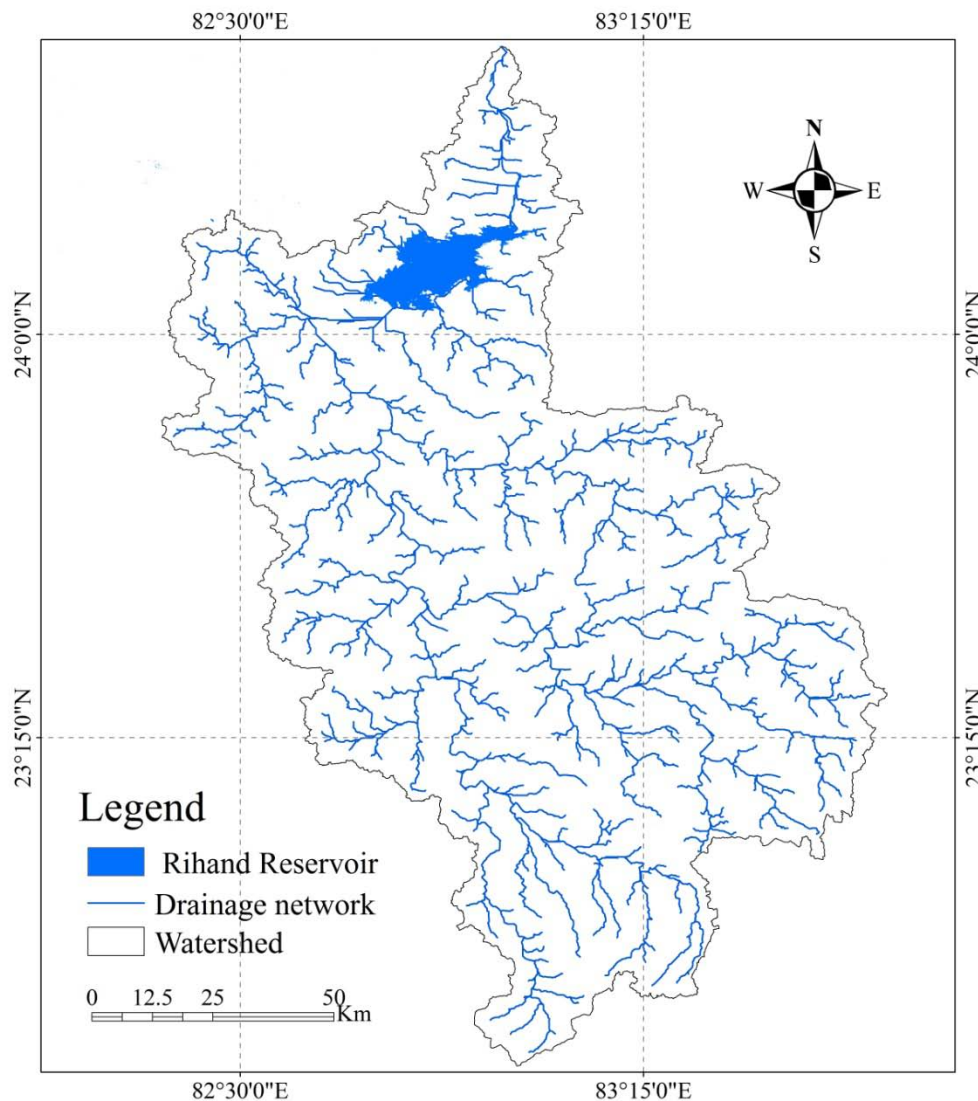 82°30'0"E 83°15'0"E
N
W E
S
24°0'0"N 24°0'0"N
23°15'0"N 23°15'0"N
Legend
Rihand Reservoir
Drainage network
Watershed
0 12.5 25 50
Km
82°30'0"E 83°15'0"E